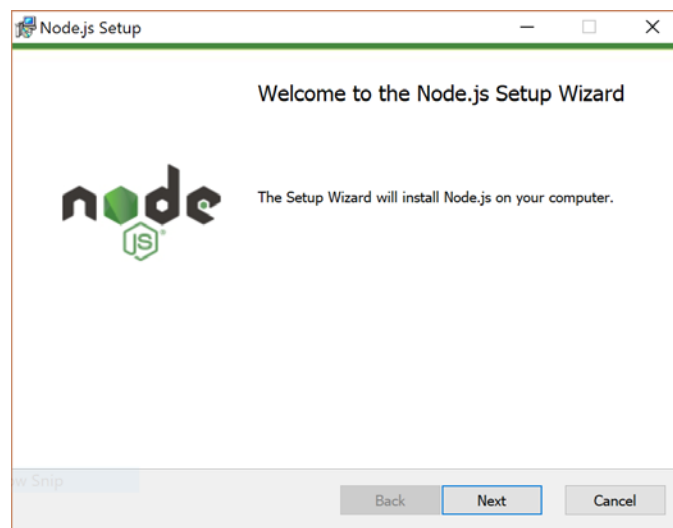 Node.js Setup
Welcome to the Node.js Setup Wizard
node
JS
The Setup Wizard will install Node.js on your computer.
w Snip
Back
Next
Cancel